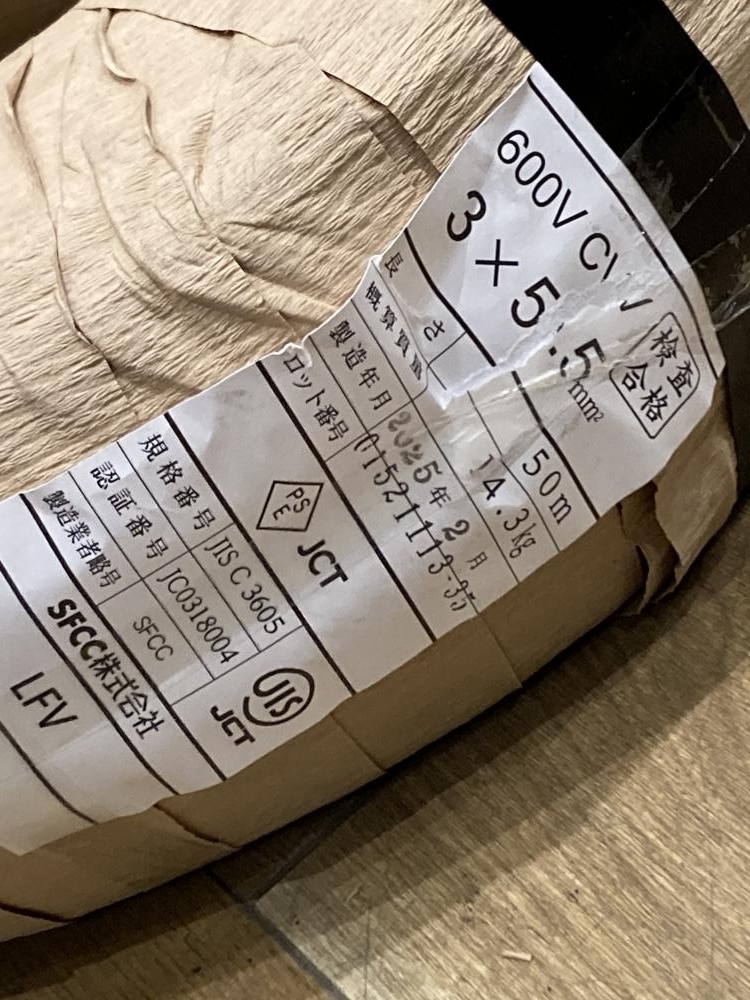 600V CV
3×5.5mm²
検査
合格
長さ 50m
概算質量 14.3kg
製造年月 2025年2月
ロット番号 01521113-35
PSE JCT
規格番号 JIS C 3605
認証番号 JC0318004
製造業者略号 SFCC
JIS
JCT
SFCC株式会社
LFV